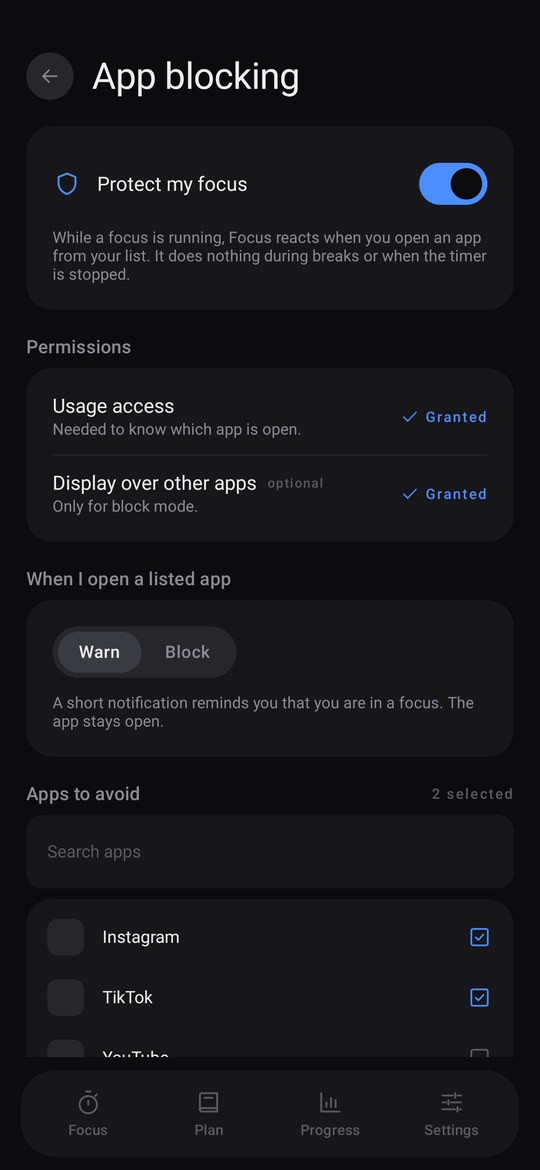 App blocking
Protect my focus
While a focus is running, Focus reacts when you open an app
from your list. It does nothing during breaks or when the timer
is stopped.
Permissions
Usage access
Needed to know which app is open.
Granted
Display over other apps optional
Only for block mode.
Granted
When I open a listed app
Warn Block
A short notification reminds you that you are in a focus. The
app stays open.
Apps to avoid 2 selected
Search apps
Instagram
TikTok
YouTube
Focus Plan Progress Settings